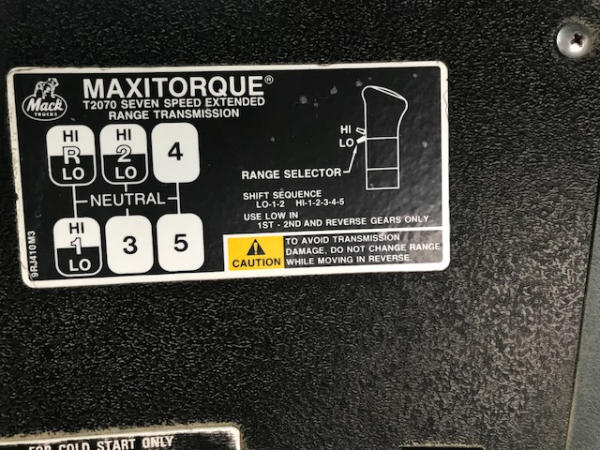 Mack
TRUCKS
MAXITORQUE®
T2070 SEVEN SPEED EXTENDED
RANGE TRANSMISSION
HI
R
LO
HI
2
LO
4
NEUTRAL
HI
1
LO
3
5
HI
LO
RANGE SELECTOR
SHIFT SEQUENCE
LO-1-2 HI-1-2-3-4-5
USE LOW IN
1ST - 2ND AND REVERSE GEARS ONLY
CAUTION
TO AVOID TRANSMISSION
DAMAGE, DO NOT CHANGE RANGE
WHILE MOVING IN REVERSE.
9RJ410M3
FOR COLD START ONLY